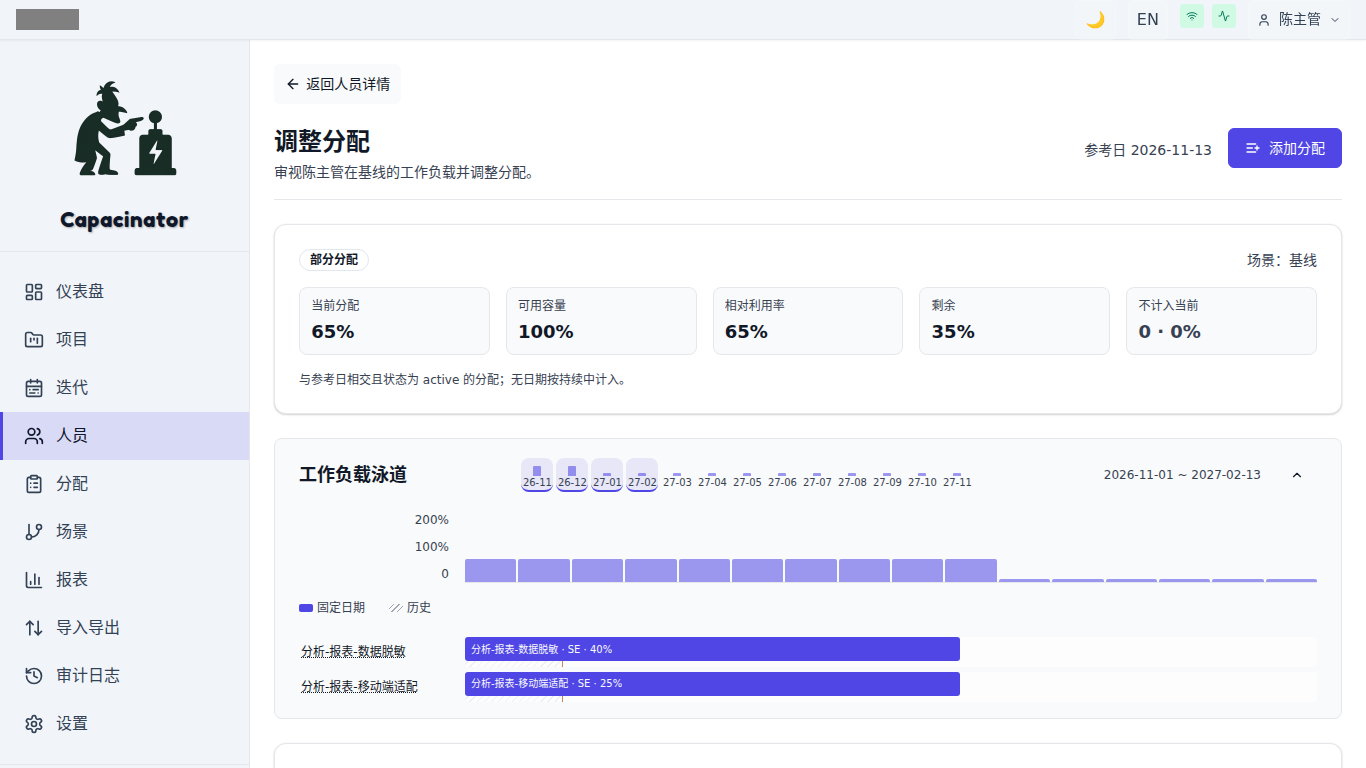 EN
陈主管
Capacinator
仪表盘
项目
迭代
人员
分配
场景
报表
导入导出
审计日志
设置
返回人员详情
调整分配
审视陈主管在基线的工作负载并调整分配。
参考日 2026-11-13
添加分配
部分分配
场景：基线
当前分配
65%
可用容量
100%
相对利用率
65%
剩余
35%
不计入当前
0 · 0%
与参考日相交且状态为 active 的分配；无日期按持续中计入。
工作负载泳道
26-11 26-12 27-01 27-02 27-03 27-04 27-05 27-06 27-07 27-08 27-09 27-10 27-11
2026-11-01 ~ 2027-02-13
200%
100%
0
固定日期 历史
分析-报表-数据脱敏
分析-报表-数据脱敏 · SE · 40%
分析-报表-移动端适配
分析-报表-移动端适配 · SE · 25%